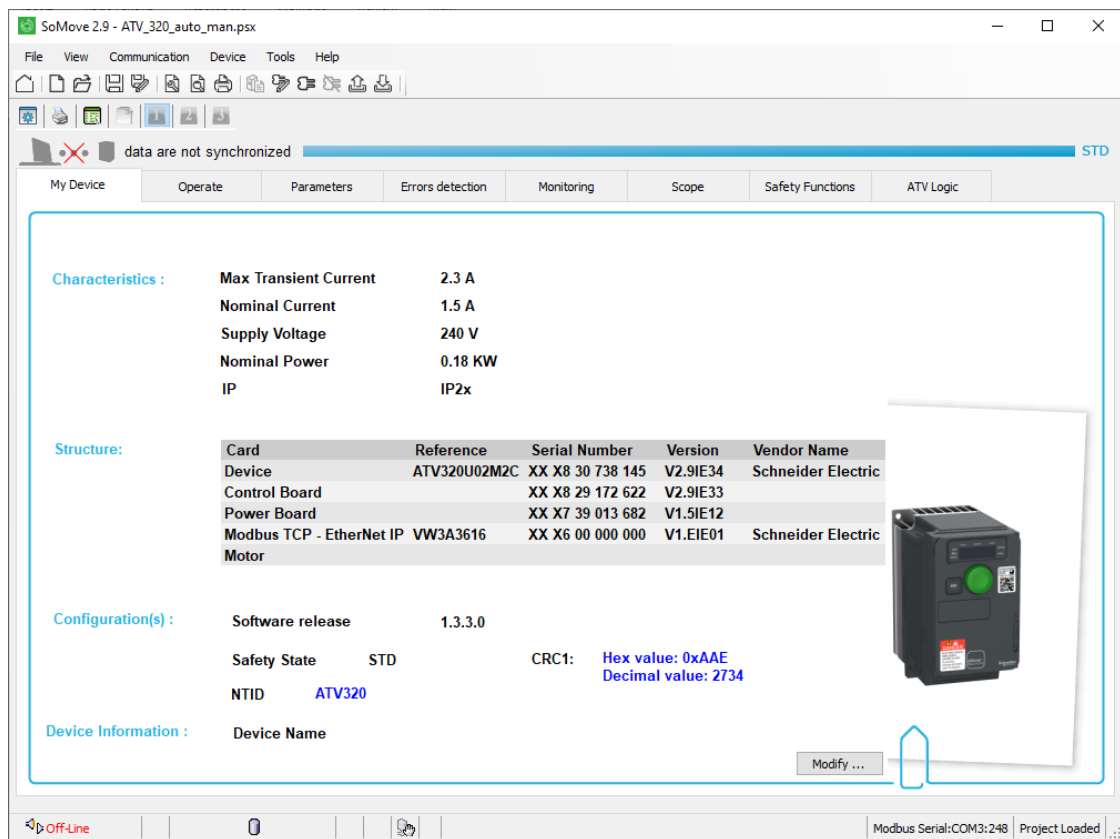 SoMove 2.9 - ATV_320_auto_man.psx
File View Communication Device Tools Help
1 2 3
data are not synchronized STD
My Device Operate Parameters Errors detection Monitoring Scope Safety Functions ATV Logic
Characteristics :
Max Transient Current 2.3 A
Nominal Current 1.5 A
Supply Voltage 240 V
Nominal Power 0.18 KW
IP IP2x
Structure:
Card Reference Serial Number Version Vendor Name
Device ATV320U02M2C XX X8 30 738 145 V2.9IE34 Schneider Electric
Control Board XX X8 29 172 622 V2.9IE33
Power Board XX X7 39 013 682 V1.5IE12
Modbus TCP - EtherNet IP VW3A3616 XX X6 00 000 000 V1.EIE01 Schneider Electric
Motor
Configuration(s) :
Software release 1.3.3.0
Safety State STD CRC1: Hex value: 0xAAE
Decimal value: 2734
NTID ATV320
Device Information : Device Name
Modify ...
Off-Line Modbus Serial:COM3:248 Project Loaded